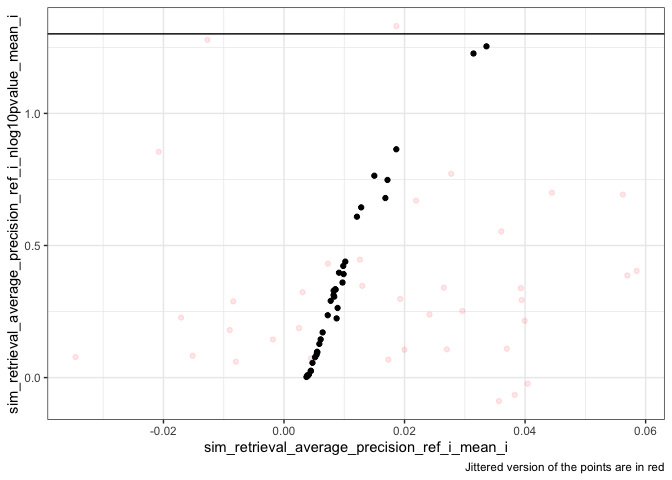 sim_retrieval_average_precision_ref_i_nlog10pvalue_mean_i
1.0
0.5
0.0
-0.02
0.00
0.02
0.04
0.06
sim_retrieval_average_precision_ref_i_mean_i
Jittered version of the points are in red